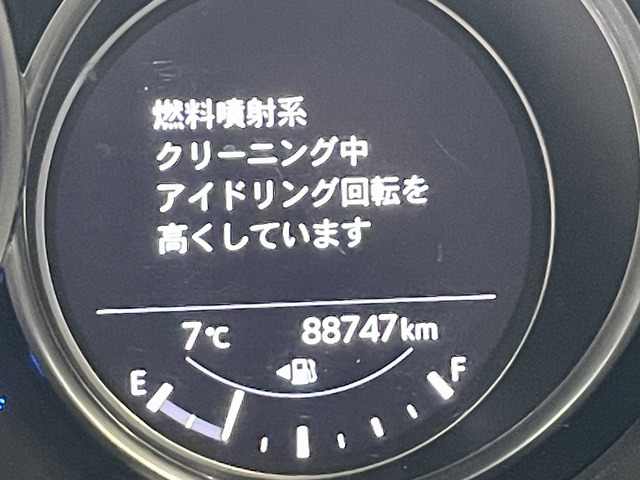 燃料噴射系
クリーニング中
アイドリング回転を
高くしています
7℃ 88747km
E F